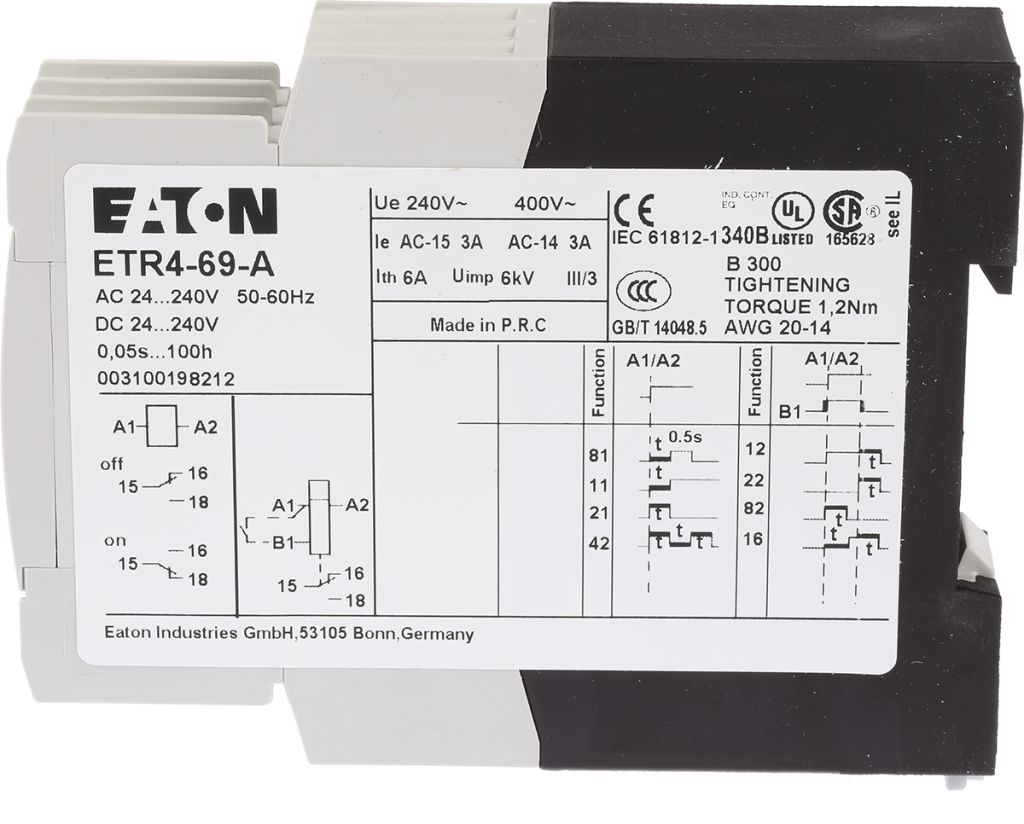 EATON
ETR4-69-A
AC 24...240V 50-60Hz
DC 24...240V
0,05s...100h
003100198212
Ue 240V~ 400V~
Ie AC-15 3A AC-14 3A
Ith 6A Uimp 6kV III/3
Made in P.R.C
CE
IEC 61812-1
CCC
GB/T 14048.5
IND. CONT.
EQ
340B
UL
LISTED
SA ®
165628
see IL
B 300
TIGHTENING
TORQUE 1,2Nm
AWG 20-14
A1 A2
off
15 16
18
on
15 16
18
A1 A2
B1
15 16
18
Function A1/A2
81 t 0.5s
11 t
21 t
42 t t
Function A1/A2
B1
12 t
22 t
82 t
16 t t
Eaton Industries GmbH,53105 Bonn,Germany